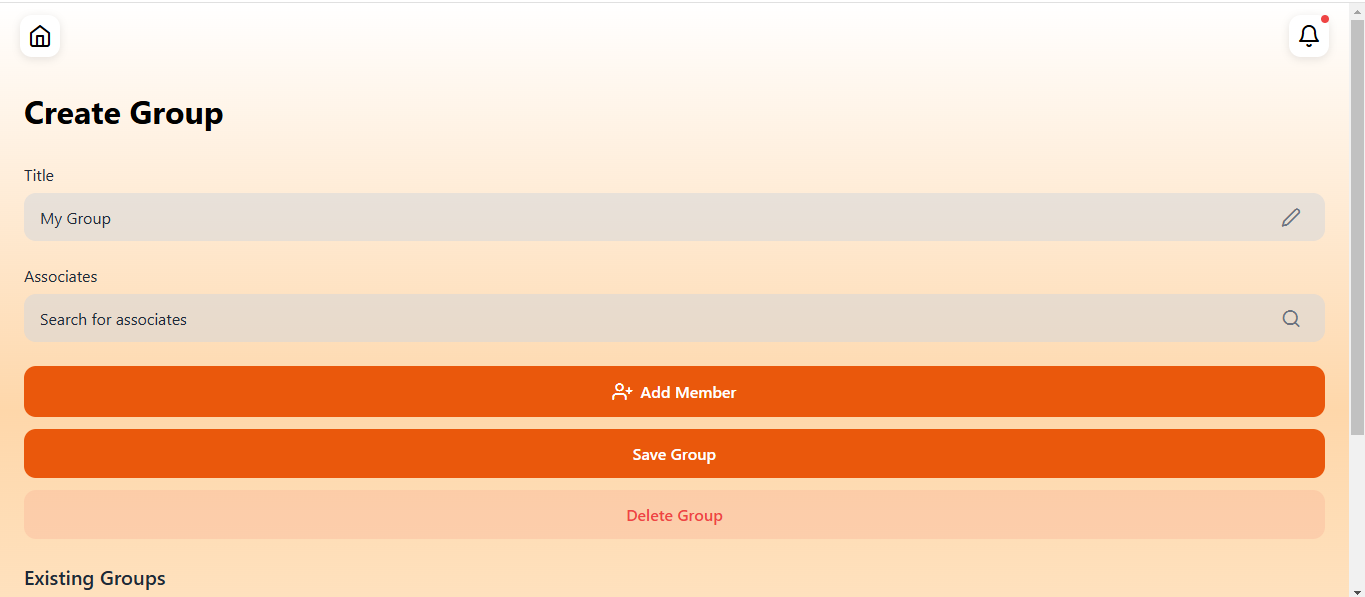 Create Group
Title
My Group
Associates
Search for associates
Add Member
Save Group
Delete Group
Existing Groups